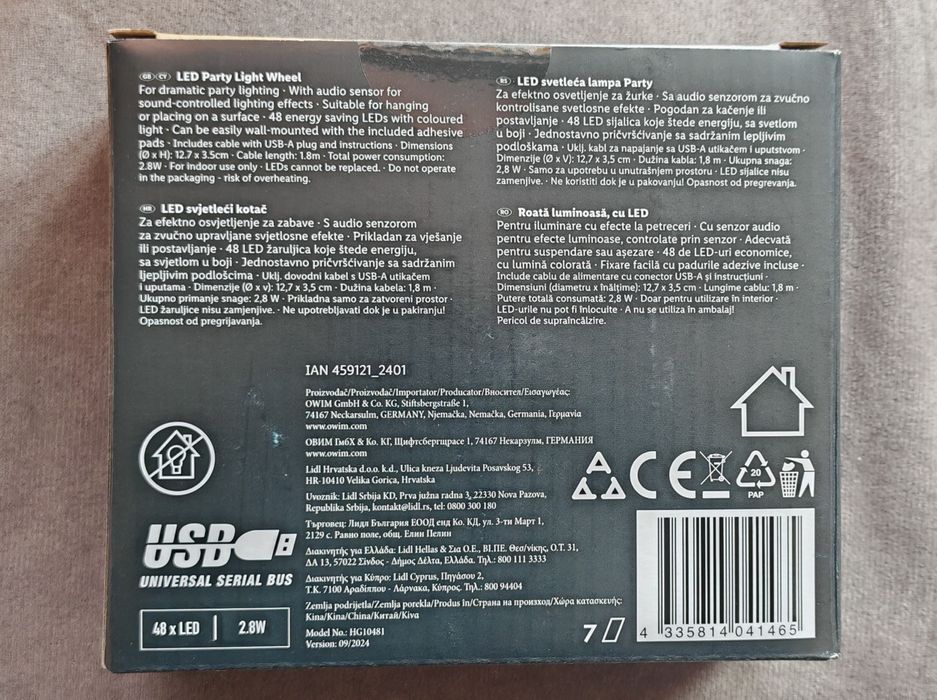 GB CY LED Party Light Wheel
For dramatic party lighting · With audio sensor for
sound-controlled lighting effects · Suitable for hanging
or placing on a surface · 48 energy saving LEDs with coloured
light · Can be easily wall-mounted with the included adhesive
pads · Includes cable with USB-A plug and instructions · Dimensions
(Ø x H): 12.7 x 3.5cm · Cable length: 1.8m · Total power consumption:
2.8W · For indoor use only · LEDs cannot be replaced. · Do not operate
in the packaging - risk of overheating.
HR LED svjetleći kotač
Za efektno osvjetljenje za zabave · S audio senzorom
za zvučno upravljane svjetlosne efekte · Prikladan za vješanje
ili postavljanje · 48 LED žaruljica koje štede energiju,
sa svjetlom u boji · Jednostavno pričvršćivanje sa sadržanim
ljepljivim podlošcima · Uklj. dovodni kabel s USB-A utikačem
i uputama · Dimenzije (Ø x v): 12,7 x 3,5 cm · Dužina kabela: 1,8 m ·
Ukupno primanje snage: 2,8 W · Prikladna samo za zatvoreni prostor ·
LED žaruljice nisu zamjenjive. · Ne upotrebljavati dok je u pakiranju!
Opasnost od pregrijavanja.
RS LED svetleća lampa Party
Za efektno osvetljenje za žurke · Sa audio senzorom za zvučno
kontrolisane svetlosne efekte · Pogodan za kačenje ili
postavljanje · 48 LED sijalica koje štede energiju, sa svetlom
u boji · Jednostavno pričvršćivanje sa sadržanim lepljivim
podloškama · Uklj. kabl za napajanje sa USB-A utikačem i uputstvom ·
Dimenzije (Ø x V): 12,7 x 3,5 cm · Dužina kabla: 1,8 m · Ukupna snaga:
2,8 W · Samo za upotrebu u unutrašnjem prostoru · LED sijalice nisu
zamenjive. · Ne koristiti dok je u pakovanju! Opasnost od pregrevanja.
RO Roată luminoasă, cu LED
Pentru iluminare cu efecte la petreceri · Cu senzor audio
pentru efecte luminoase, controlate prin senzor · Adecvată
pentru suspendare sau așezare · 48 de LED-uri economice,
cu lumină colorată · Fixare facilă cu padurile adezive incluse ·
Include cablu de alimentare cu conector USB-A și instrucțiuni ·
Dimensiuni (diametru x înălțime): 12,7 x 3,5 cm · Lungime cablu: 1,8 m ·
Putere totală consumată: 2,8 W · Doar pentru utilizare în interior ·
LED-urile nu pot fi înlocuite · A nu se utiliza în ambalaj!
Pericol de supraîncălzire.
IAN 459121_2401
Proizvođač/Proizvođač/Importator/Producator/Вносител/Εισαγωγέας:
OWIM GmbH & Co. KG, Stiftsbergstraße 1,
74167 Neckarsulm, GERMANY, Njemačka, Nemačka, Germania, Германия
www.owim.com
ОВИМ ГмбХ & Ко. КГ, Щифтсбергщрасе 1, 74167 Некарзулм, ГЕРМАНИЯ
www.owim.com
Lidl Hrvatska d.o.o. k.d., Ulica kneza Ljudevita Posavskog 53,
HR-10410 Velika Gorica, Hrvatska
Uvoznik: Lidl Srbija KD, Prva južna radna 3, 22330 Nova Pazova,
Republika Srbija, kontakt@lidl.rs, tel: 0800 300 180
Търговец: Лидл България ЕООД енд Ко. КД, ул. 3-ти Март 1,
2129 с. Равно поле, общ. Елин Пелин
Διακινητής για Ελλάδα: Lidl Hellas & Σια Ο.Ε., ΒΙ.ΠΕ. Θεσ/νίκης, Ο.Τ. 31,
ΔΑ 13, 57022 Σίνδος - Δήμος Δέλτα, Ελλάδα. Τηλ.: 800 111 3333
Διακινητής για Κύπρο: Lidl Cyprus, Πηγάσου 2,
Τ.Κ. 7100 Αραδίππου - Λάρνακα, Κύπρος. Τηλ.: 800 94404
Zemlja podrijetla/Zemlja porekla/Produs în/Страна на произход/Χώρα κατασκευής:
Kina/Kina/China/Китай/Κίνα
Model No.: HG10481
Version: 09/2024
USB
UNIVERSAL SERIAL BUS
48 x LED | 2.8W
CE
20
PAP
7
4 335814 041465